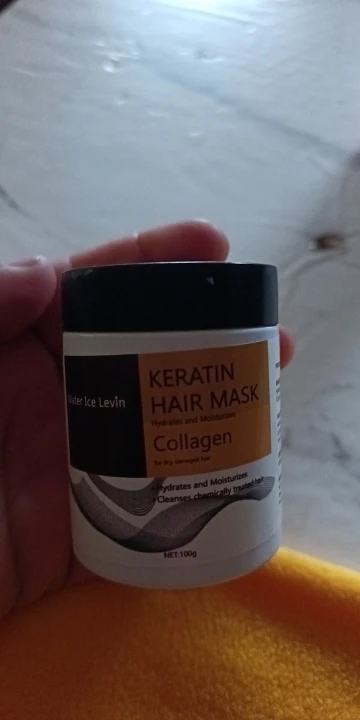 Water Ice Levin
KERATIN
HAIR MASK
Hydrates and Moisturizes
Collagen
for dry, damaged hair
•Hydrates and Moisturizes
•Cleanses chemically treated hair
NET:100g